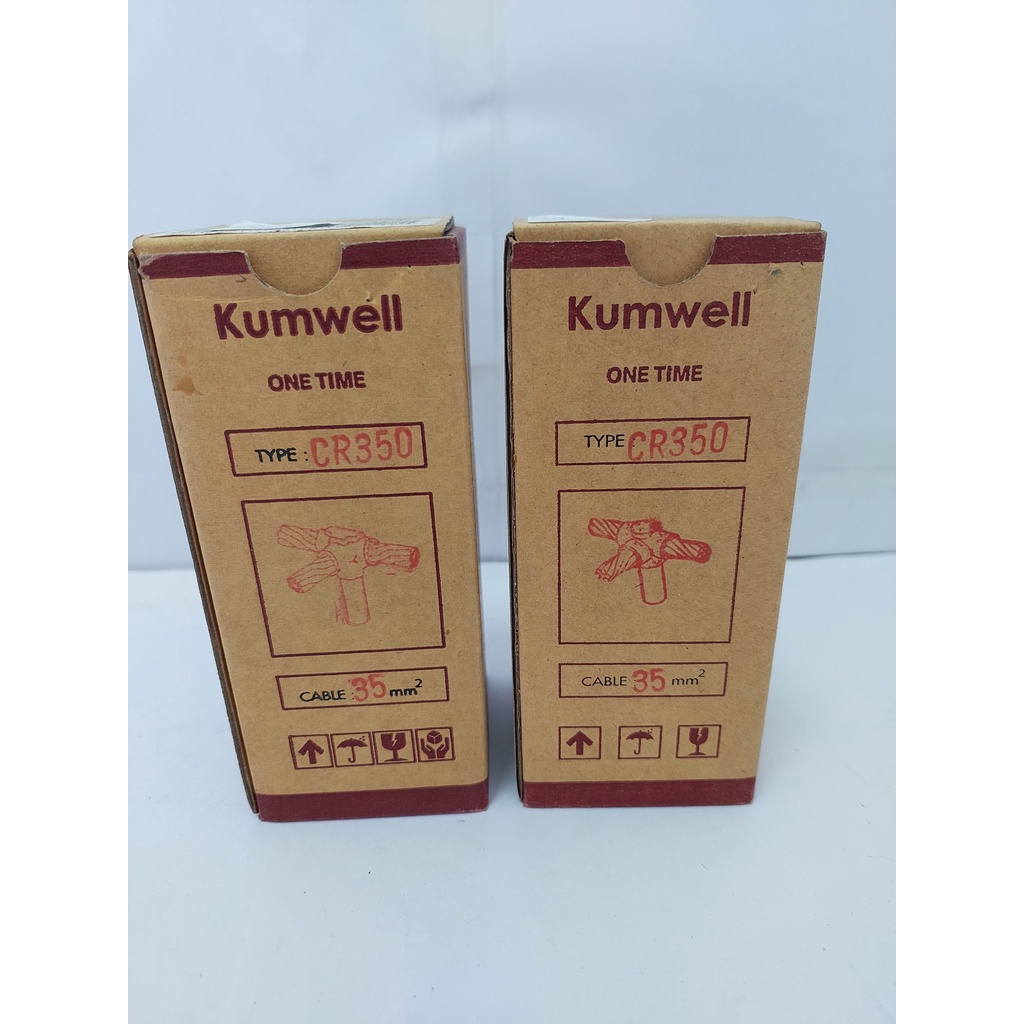 Kumwell
ONE TIME
TYPE : CR350
CABLE : 35 mm²
Kumwell
ONE TIME
TYPE : CR350
CABLE : 35 mm²